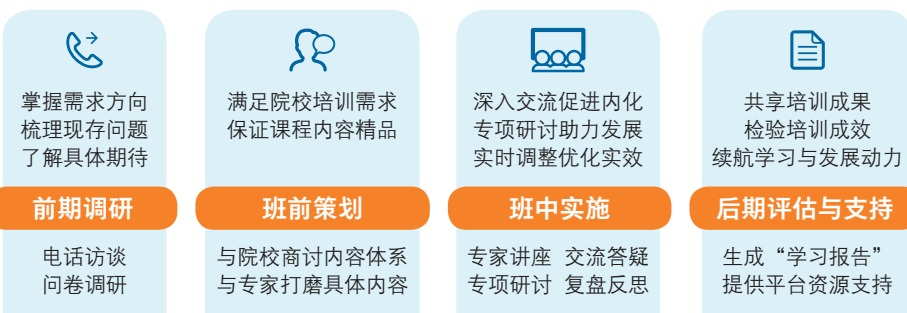 掌握需求方向
梳理现存问题
了解具体期待
前期调研
电话访谈
问卷调研
满足院校培训需求
保证课程内容精品
班前策划
与院校商讨内容体系
与专家打磨具体内容
深入交流促进内化
专项研讨助力发展
实时调整优化实效
班中实施
专家讲座 交流答疑
专项研讨 复盘反思
共享培训成果
检验培训成效
续航学习与发展动力
后期评估与支持
生成“学习报告”
提供平台资源支持